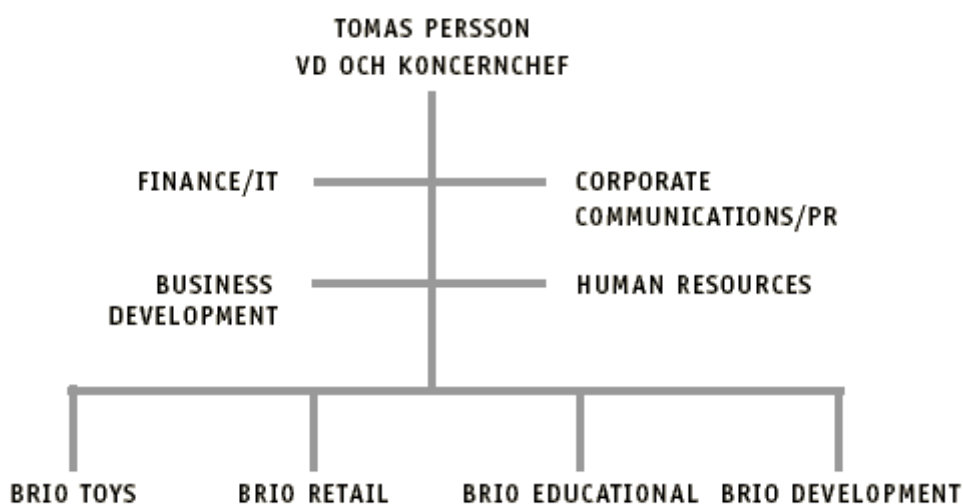 TOMAS PERSSON
VD OCH KONCERNCHEF
FINANCE/IT
CORPORATE
COMMUNICATIONS/PR
BUSINESS
DEVELOPMENT
HUMAN RESOURCES
BRIO TOYS
BRIO RETAIL
BRIO EDUCATIONAL
BRIO DEVELOPMENT